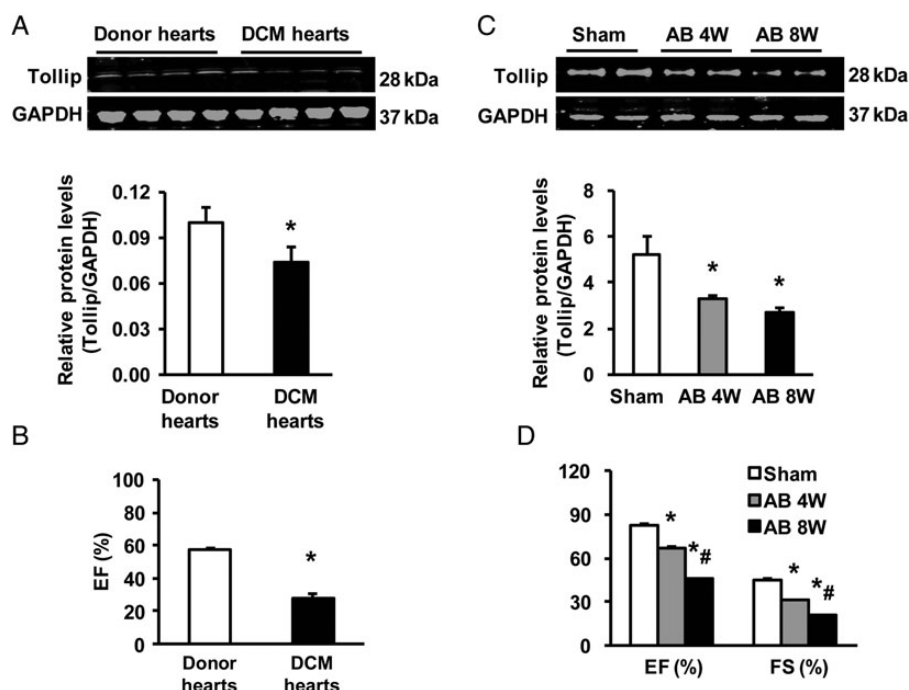 A
Donor hearts DCM hearts
Tollip 28 kDa
GAPDH 37 kDa
Relative protein levels
(Tollip/GAPDH)
0.12
0.09
0.06
0.03
0.00
*
Donor
hearts
DCM
hearts
B
EF (%)
100
80
60
40
20
0
*
Donor
hearts
DCM
hearts
C
Sham AB 4W AB 8W
Tollip 28 kDa
GAPDH 37 kDa
Relative protein levels
(Tollip/GAPDH)
8
6
4
2
0
* *
Sham AB 4W AB 8W
D
120
90
60
30
0
Sham
AB 4W
AB 8W
*
*#
*
*#
EF (%) FS (%)